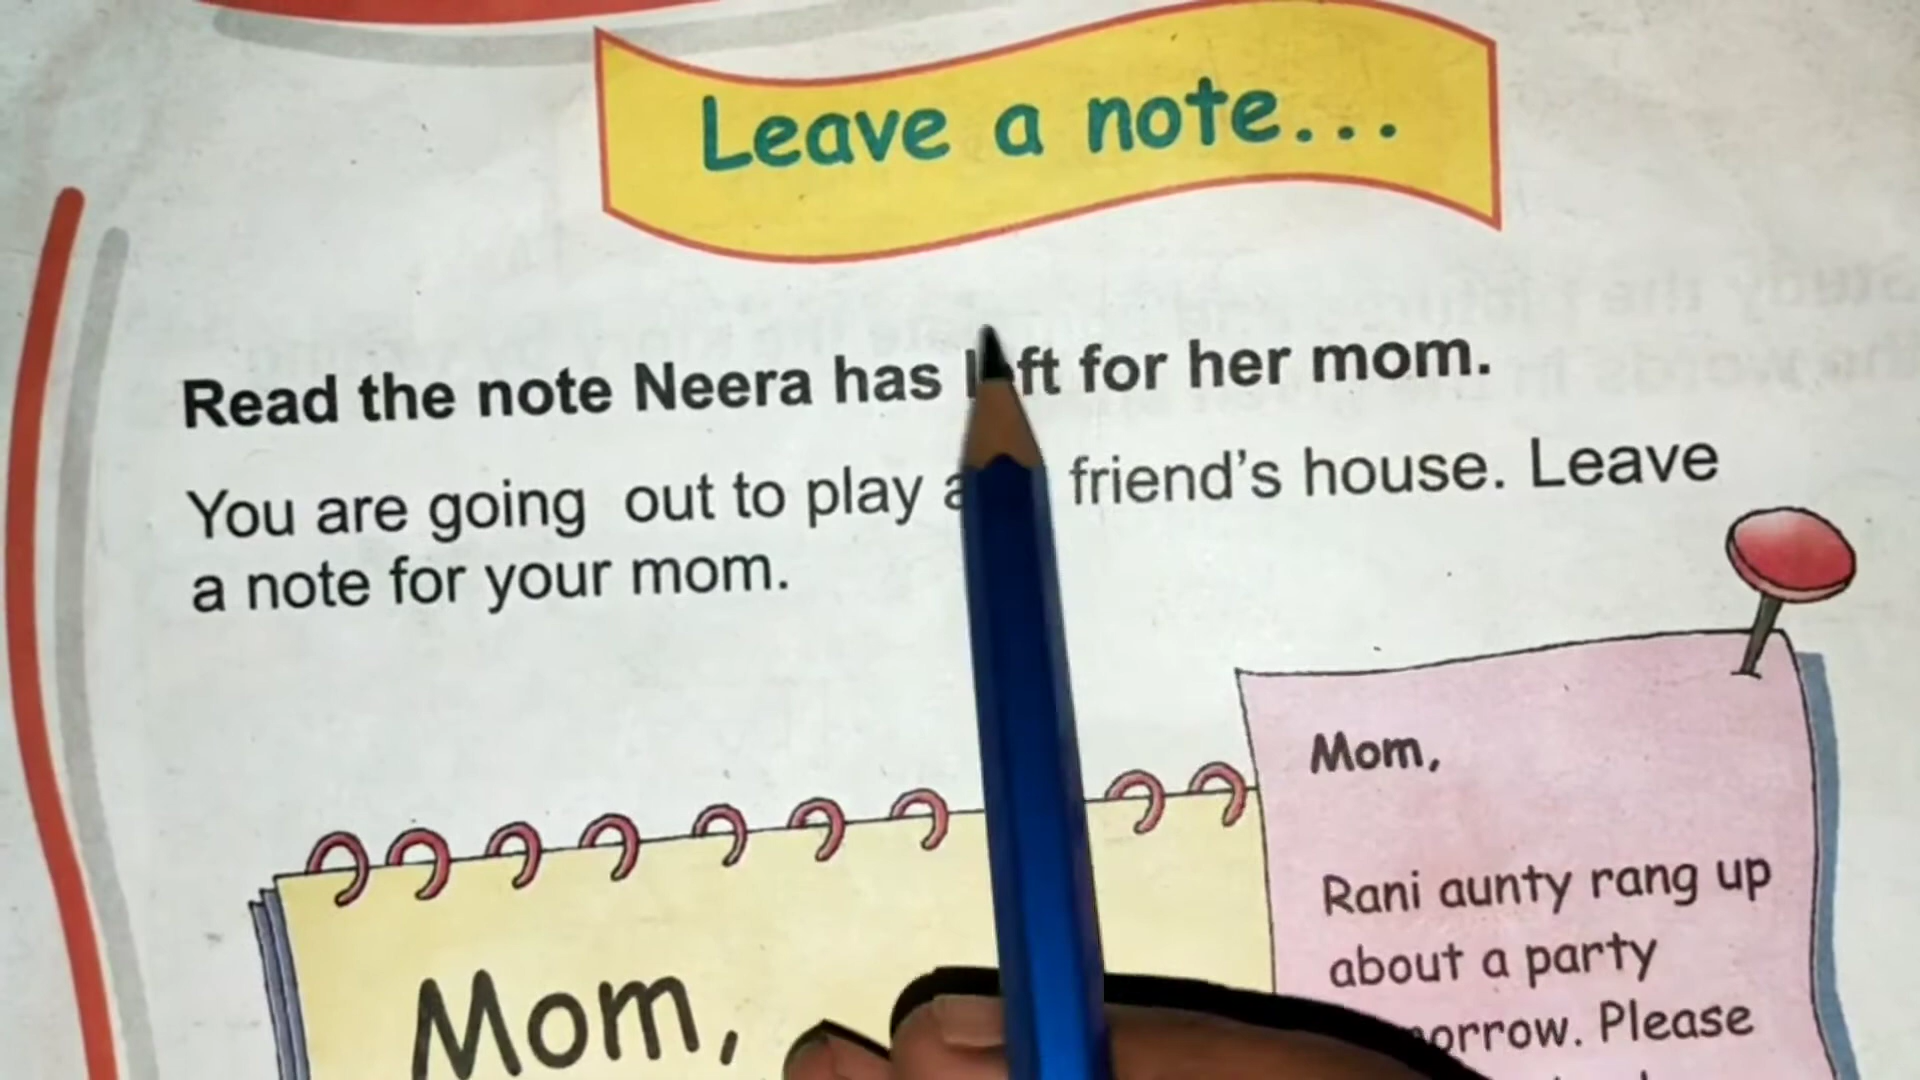 Leave a note...
Read the note Neera has left for her mom.
You are going out to play a friend's house. Leave
a note for your mom.
Mom,
Rani aunty rang up
about a party
orrow. Please
Mom,